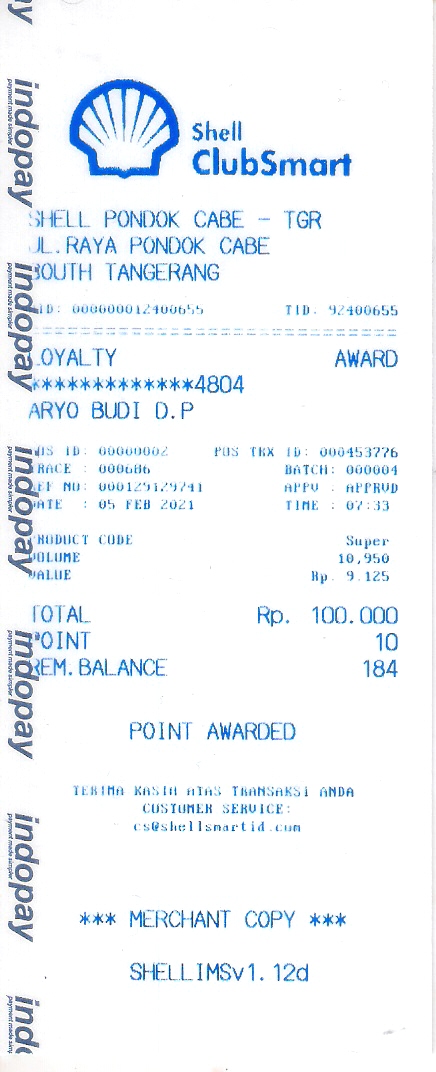 Shell
ClubSmart
SHELL PONDOK CABE - TGR
JL.RAYA PONDOK CABE
SOUTH TANGERANG
MID: 000000012400655 TID. 92400655
LOYALTY AWARD
*************4804
ARYO BUDI D.P
POS ID: 00000002 POS TRX ID: 000453776
TRACE : 000686 BATCH: 000004
REF NO: 000125129741 APPV : APPRVD
DATE : 05 FEB 2021 TIME : 07:33
PRODUCT CODE Super
VOLUME 10,950
VALUE Rp. 9.125
TOTAL Rp. 100.000
POINT 10
REM.BALANCE 184
POINT AWARDED
TERIMA KASIH ATAS TRANSAKSI ANDA
CUSTOMER SERVICE:
cs@shellsmartid.com
*** MERCHANT COPY ***
SHELLIMSv1.12d
indopay
payment made simpler
indopay
payment made simpler
indopay
payment made simpler
indopay
payment made simpler
indopay
payment made simpler